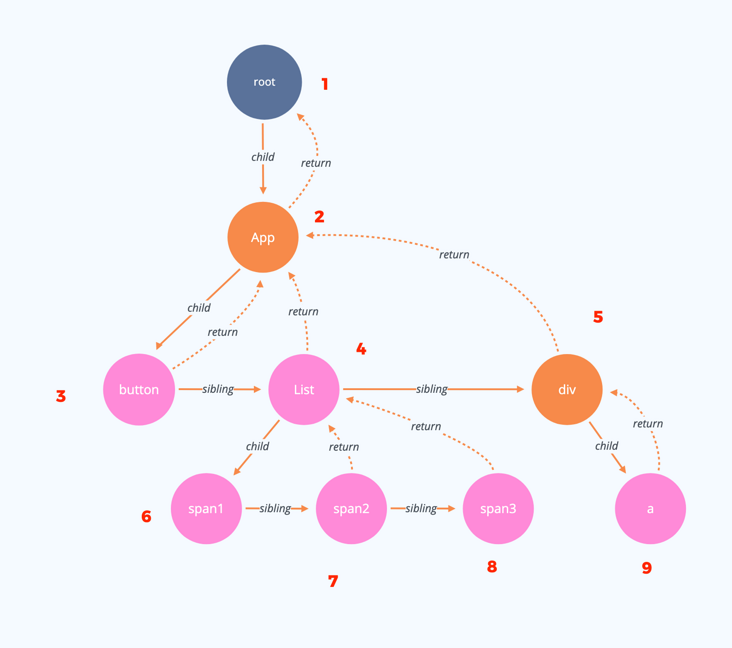 root
1
child
return
2
App
return
child
return
return
5
4
3
button
sibling
List
sibling
div
child
return
return
child
return
6
span1
sibling
span2
sibling
span3
a
7
8
9